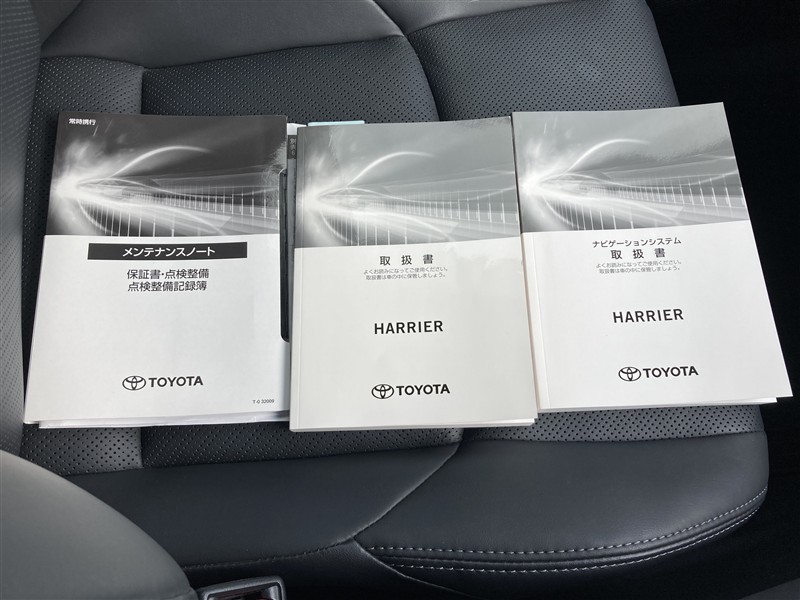 常時携行
メンテナンスノート
保証書・点検整備
点検整備記録簿
TOYOTA
取扱書
よくお読みになってご使用ください。
取扱書は車の中に保管しましょう。
HARRIER
TOYOTA
ナビゲーションシステム
取扱書
よくお読みになってご使用ください。
取扱書は車の中に保管しましょう。
HARRIER
TOYOTA